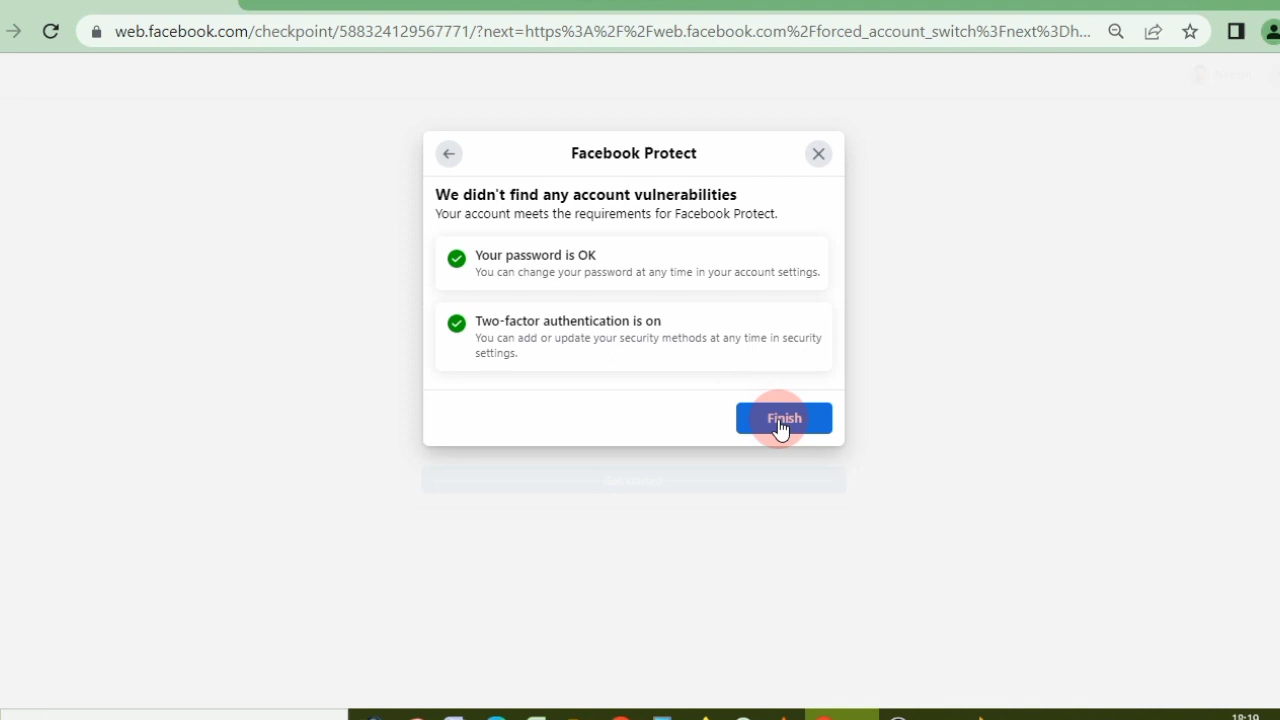 web.facebook.com/checkpoint/588324129567771/?next=https%3A%2F%2Fweb.facebook.com%2Fforced_account_switch%3Fnext%3Dh...
Facebook Protect
We didn't find any account vulnerabilities
Your account meets the requirements for Facebook Protect.
Your password is OK
You can change your password at any time in your account settings.
Two-factor authentication is on
You can add or update your security methods at any time in security
settings.
Finish
18:19